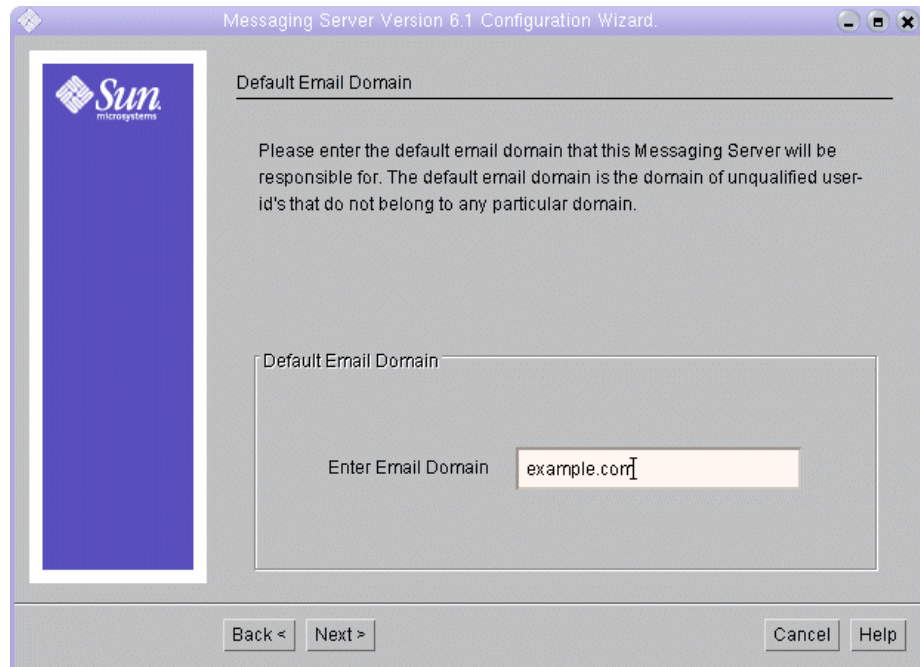 Messaging Server Version 6.1 Configuration Wizard.
Sun
microsystems
Default Email Domain
Please enter the default email domain that this Messaging Server will be
responsible for. The default email domain is the domain of unqualified user-
id's that do not belong to any particular domain.
Default Email Domain
Enter Email Domain example.com
Back < Next > Cancel Help